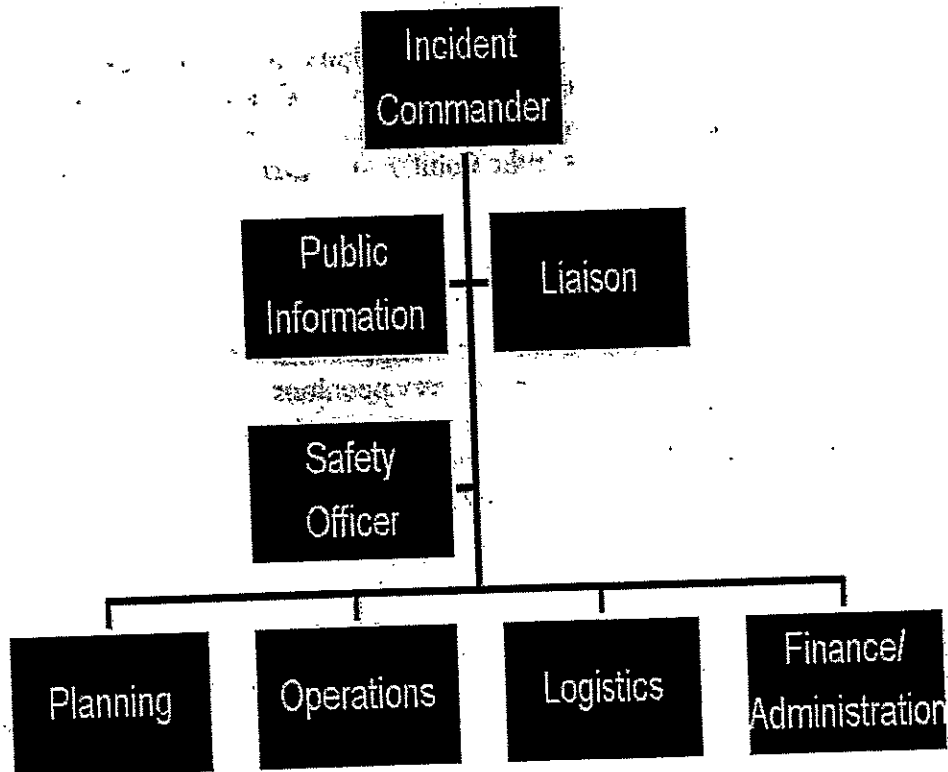 Incident
Commander
Public
Information
Liaison
Safety
Officer
Planning
Operations
Logistics
Finance/
Administration